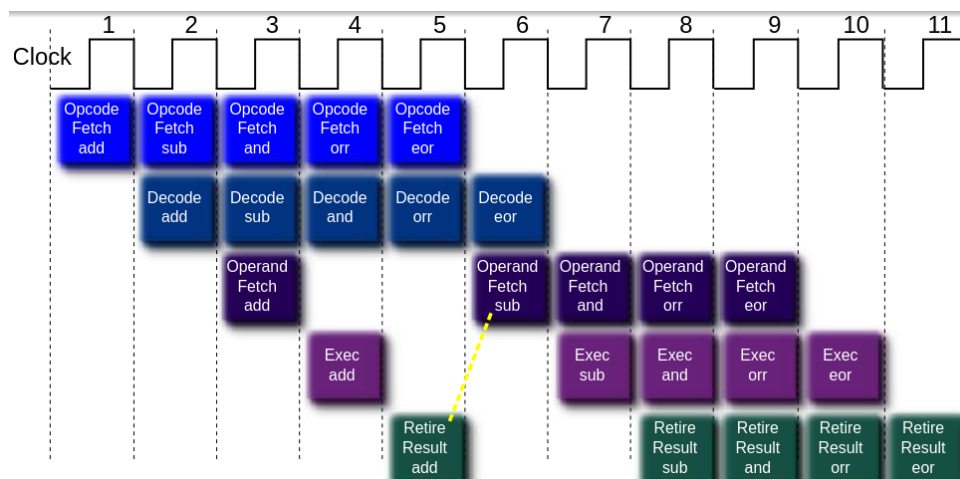 1 2 3 4 5 6 7 8 9 10 11
Clock
Opcode Fetch add
Opcode Fetch sub
Opcode Fetch and
Opcode Fetch orr
Opcode Fetch eor
Decode add
Decode sub
Decode and
Decode orr
Decode eor
Operand Fetch add
Operand Fetch sub
Operand Fetch and
Operand Fetch orr
Operand Fetch eor
Exec add
Exec sub
Exec and
Exec orr
Exec eor
Retire Result add
Retire Result sub
Retire Result and
Retire Result orr
Retire Result eor